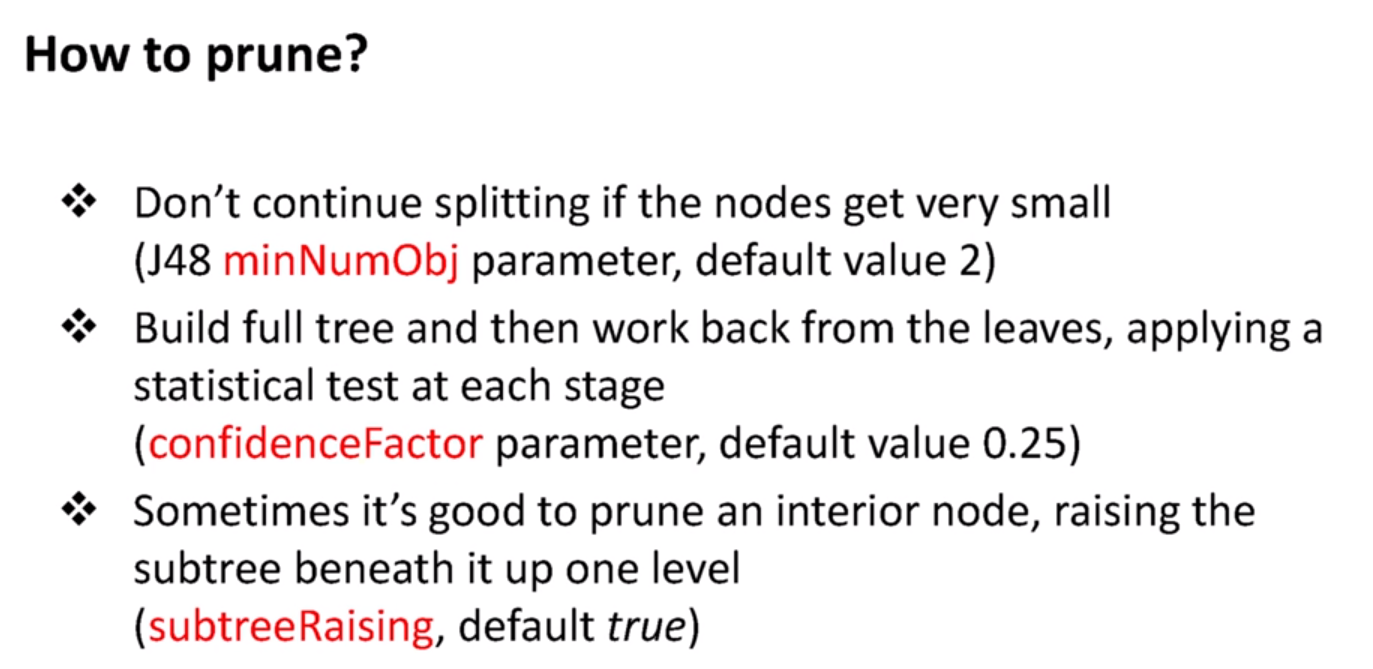 How to prune?
❖ Don’t continue splitting if the nodes get very small
(J48 minNumObj parameter, default value 2)
❖ Build full tree and then work back from the leaves, applying a
statistical test at each stage
(confidenceFactor parameter, default value 0.25)
❖ Sometimes it’s good to prune an interior node, raising the
subtree beneath it up one level
(subtreeRaising, default true)